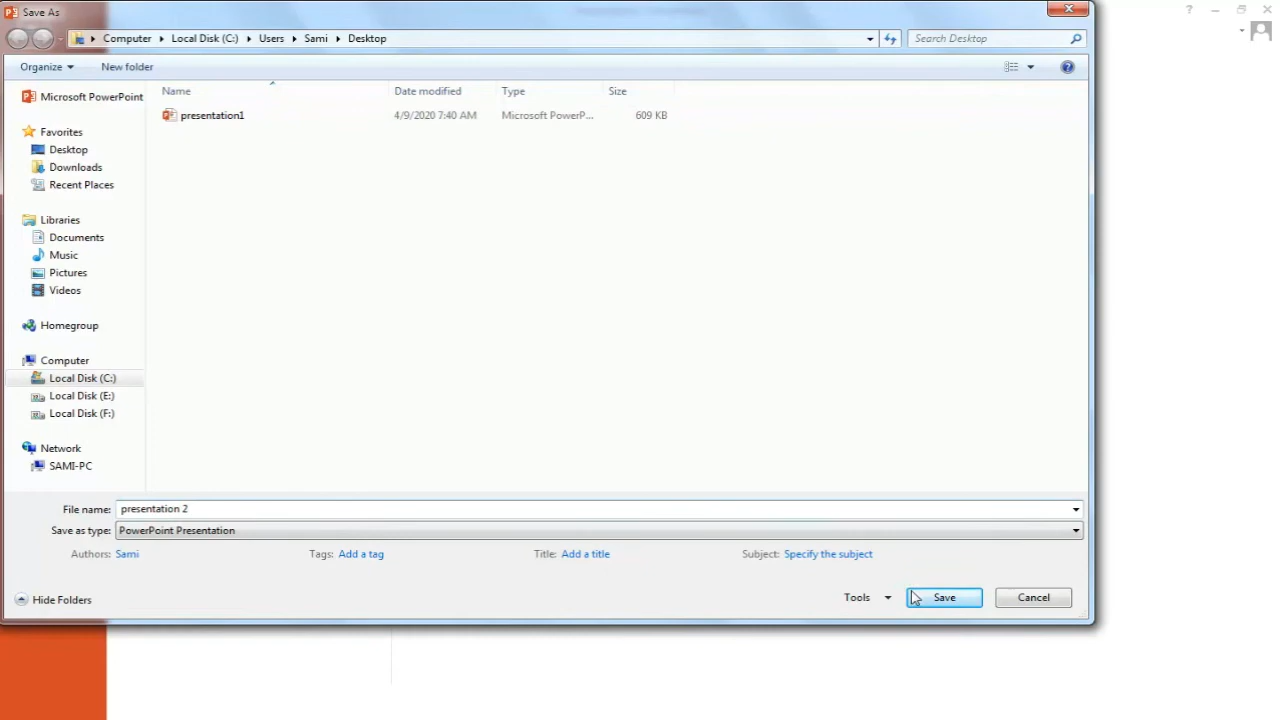 Save As
?
Computer Local Disk (C:) Users Sami Desktop
Search Desktop
Organize
New folder
Name Date modified Type Size
presentation1 4/9/2020 7:40 AM Microsoft PowerP... 609 KB
Microsoft PowerPoint
Favorites
Desktop
Downloads
Recent Places
Libraries
Documents
Music
Pictures
Videos
Homegroup
Computer
Local Disk (C:)
Local Disk (E:)
Local Disk (F:)
Network
SAMI-PC
File name: presentation 2
Save as type: PowerPoint Presentation
Authors: Sami Tags: Add a tag Title: Add a title Subject: Specify the subject
Hide Folders Tools Save Cancel